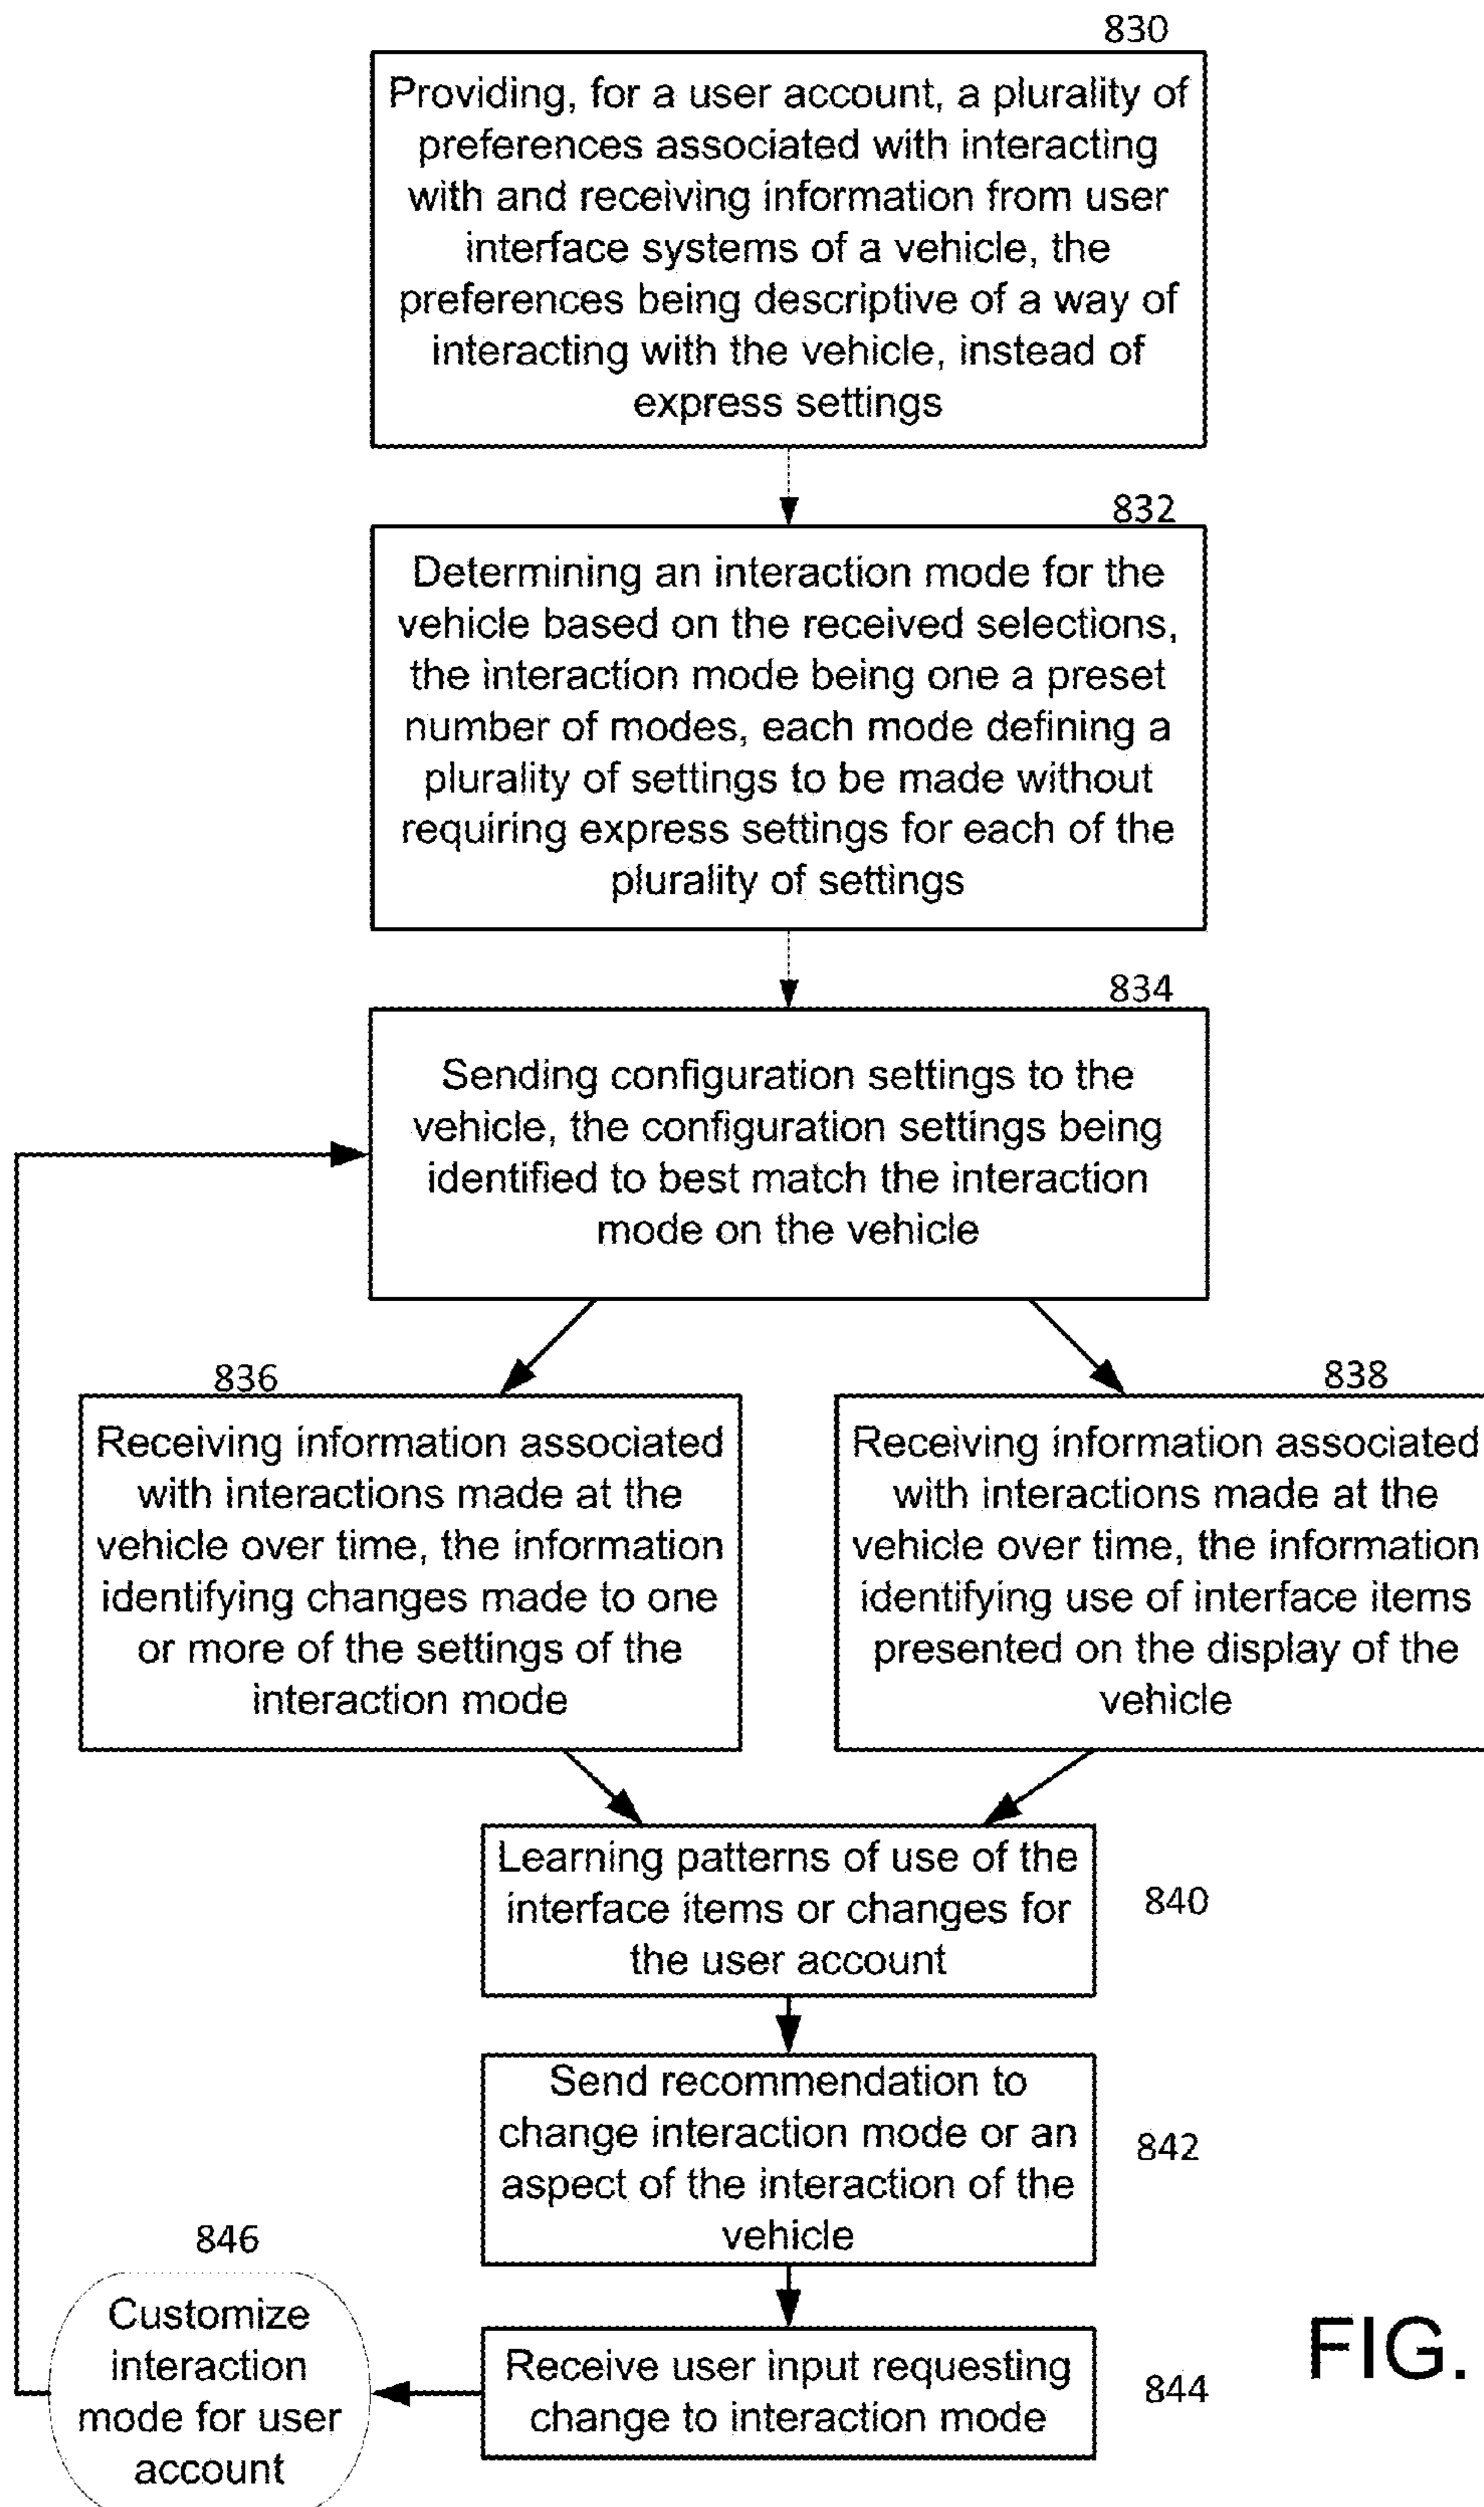 830
Providing, for a user account, a plurality of
preferences associated with interacting
with and receiving information from user
interface systems of a vehicle, the
preferences being descriptive of a way of
interacting with the vehicle, instead of
express settings
832
Determining an interaction mode for the
vehicle based on the received selections,
the interaction mode being one a preset
number of modes, each mode defining a
plurality of settings to be made without
requiring express settings for each of the
plurality of settings
834
Sending configuration settings to the
vehicle, the configuration settings being
identified to best match the interaction
mode on the vehicle
836
Receiving information associated
with interactions made at the
vehicle over time, the information
identifying changes made to one
or more of the settings of the
interaction mode
838
Receiving information associated
with interactions made at the
vehicle over time, the information
identifying use of interface items
presented on the display of the
vehicle
Learning patterns of use of the
interface items or changes for
the user account
840
Send recommendation to
change interaction mode or an
aspect of the interaction of the
vehicle
842
Receive user input requesting
change to interaction mode
844
846
Customize
interaction
mode for user
account
FIG.